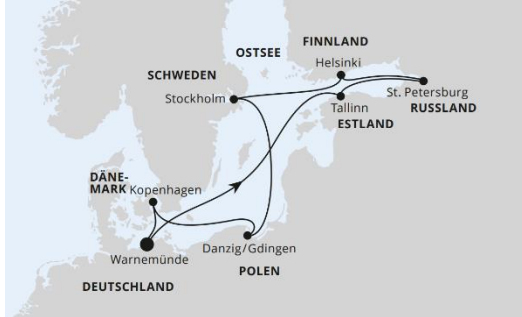 FINNLAND
OSTSEE
Helsinki
SCHWEDEN
St. Petersburg
Stockholm
Tallinn
RUSSLAND
ESTLAND
DÄNE-
MARK
Kopenhagen
Danzig/Gdingen
Warnemünde
POLEN
DEUTSCHLAND